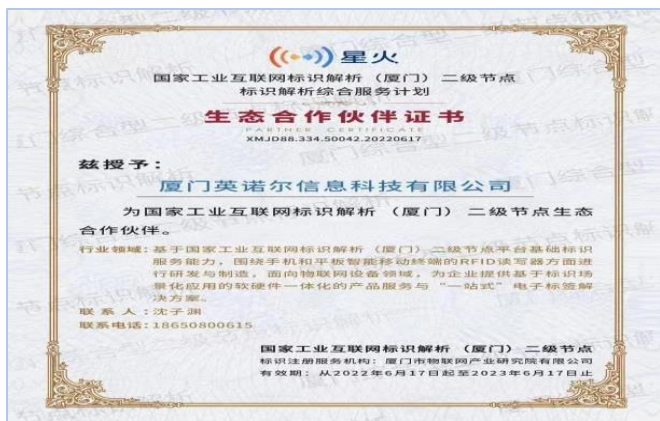 星火
国家工业互联网标识解析（厦门）二级节点
标识解析综合服务计划
生态合作伙伴证书
PARTNER CERTIFICATE
XMJD88.334.50042.20220617
兹授予：
厦门英诺尔信息科技有限公司
为国家工业互联网标识解析（厦门）二级节点生态
合作伙伴。
行业领域：基于国家工业互联网标识解析（厦门）二级节点平台基础标识
服务能力，围绕手机和平板智能移动终端的RFID读写器方面进
行研发与制造，面向物联网设备领域，为企业提供基于标识场
景化应用的软硬件一体化的产品服务与“一站式”电子标签解
决方案。
联系人：沈子渊
联系电话：18650800615
国家工业互联网标识解析（厦门）二级节点
标识注册服务机构：厦门市物联网产业研究院有限公司
有效期：从2022年6月17日起至2023年6月17日止